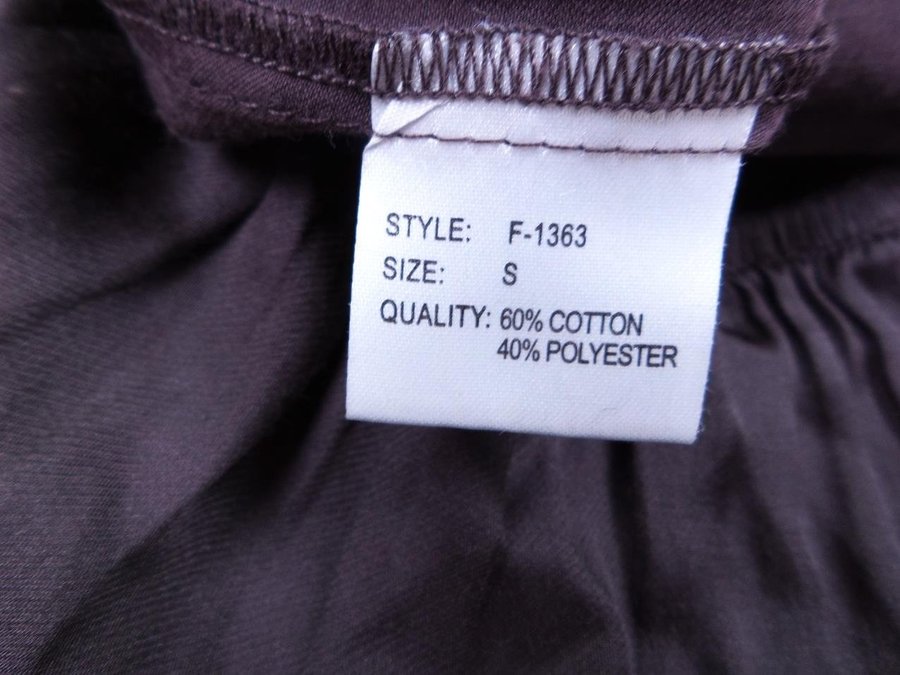 STYLE: F-1363
SIZE: S
QUALITY: 60% COTTON
40% POLYESTER